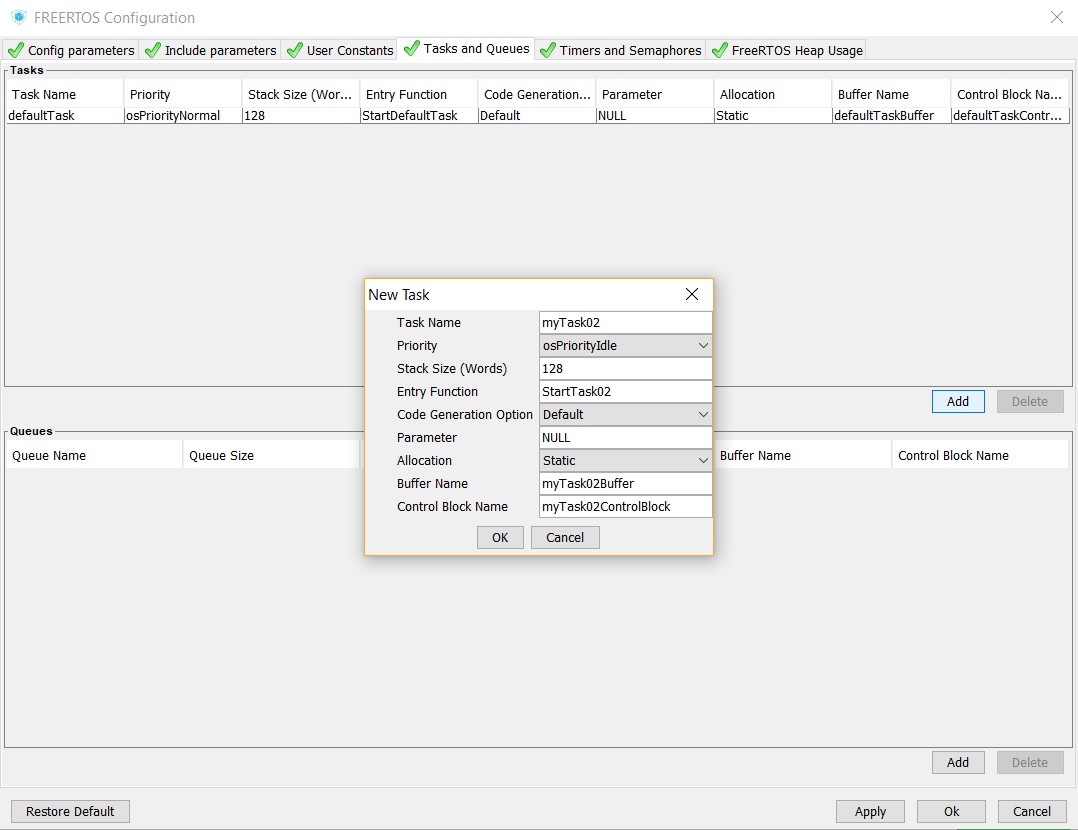 FREERTOS Configuration
Config parameters Include parameters User Constants Tasks and Queues Timers and Semaphores FreeRTOS Heap Usage
Tasks
Task Name Priority Stack Size (Wor... Entry Function Code Generation... Parameter Allocation Buffer Name Control Block Na...
defaultTask osPriorityNormal 128 StartDefaultTask Default NULL Static defaultTaskBuffer defaultTaskContr...
New Task
Task Name myTask02
Priority osPriorityIdle
Stack Size (Words) 128
Entry Function StartTask02
Code Generation Option Default
Parameter NULL
Allocation Static
Buffer Name myTask02Buffer
Control Block Name myTask02ControlBlock
OK Cancel
Add Delete
Queues
Queue Name Queue Size Buffer Name Control Block Name
Add Delete
Restore Default Apply Ok Cancel